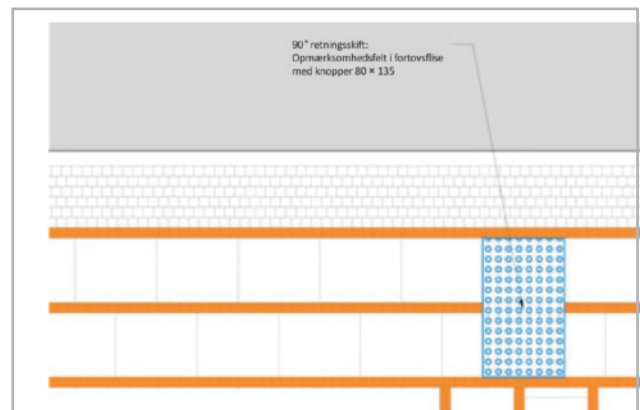 90° retningsskift:
Opmærksomhedsfelt i fortovsflise
med knopper 80 × 135